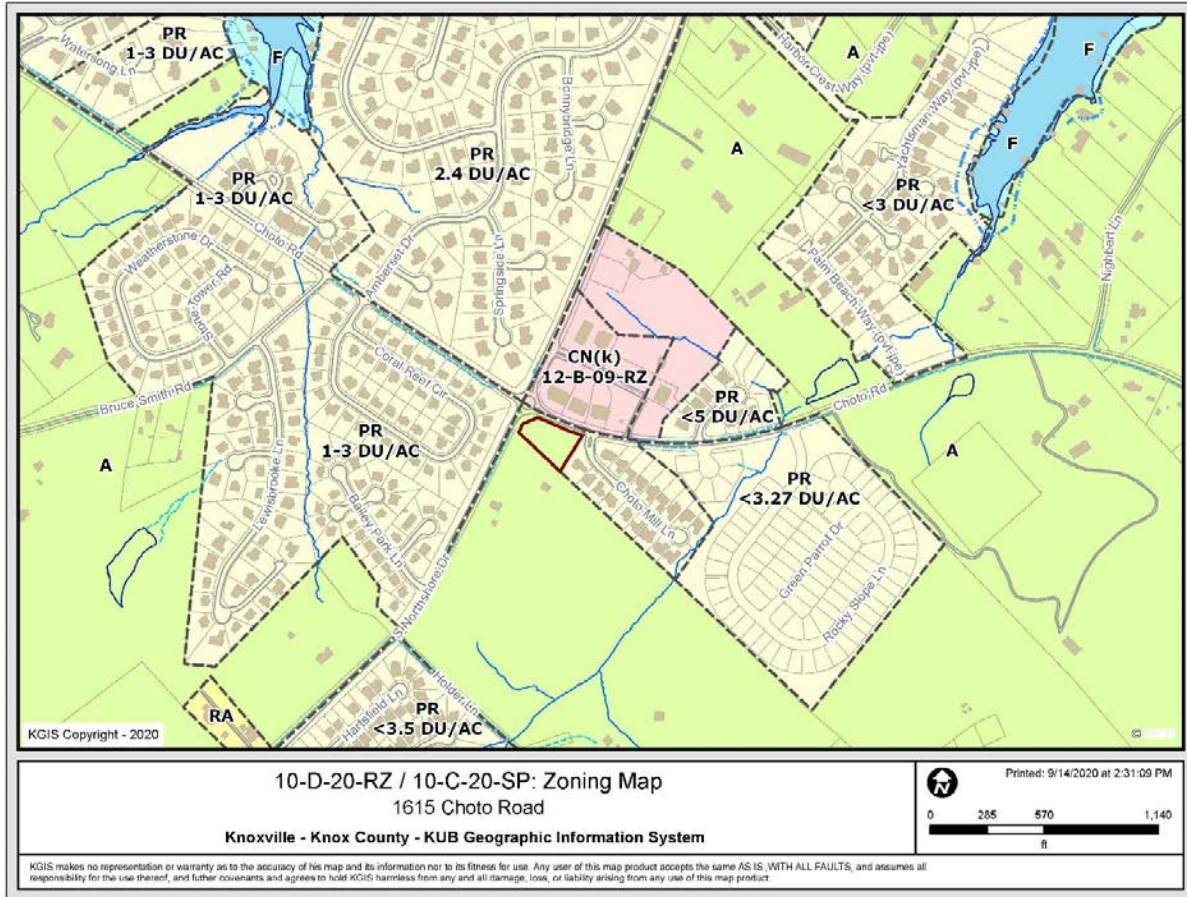 Watersong Ln
PR
1-3 DU/AC
F
Harbor Crest Way (pvt-jpe)
A
Yachtsman Way (pvt-jpe)
F
Bonnybridge Ln
A
PR
2.4 DU/AC
PR
1-3 DU/AC
PR
<3 DU/AC
Nighbert Ln
Choto Rd
Weatherstone Dr
Amberset Dr
Springside Ln
Palm Beach Way (pvt-jpe)
Stone Tower Rd
Coral Reef Cir
CN(k)
12-B-09-RZ
Bruce Smith Rd
PR
<5 DU/AC
Choto Rd
A
PR
1-3 DU/AC
A
Lewisbrooke Ln
Bailey Park Ln
Choto Mill Ln
PR
<3.27 DU/AC
Green Parrot Dr
Rocky Slope Ln
S Northshore Dr
Holder Ln
Hartsfield Ln
RA
PR
<3.5 DU/AC
KGIS Copyright - 2020
© KGIS
10-D-20-RZ / 10-C-20-SP: Zoning Map
1615 Choto Road
Knoxville - Knox County - KUB Geographic Information System
N
Printed: 9/14/2020 at 2:31:09 PM
0 285 570 1,140
ft
KGIS makes no representation or warranty as to the accuracy of his map and its information nor to its fitness for use. Any user of this map product accepts the same AS IS ,WITH ALL FAULTS, and assumes all
responsibility for the use thereof, and futher covenants and agrees to hold KGIS harmless from any and all damage, loss, or liability arising from any use of this map product.